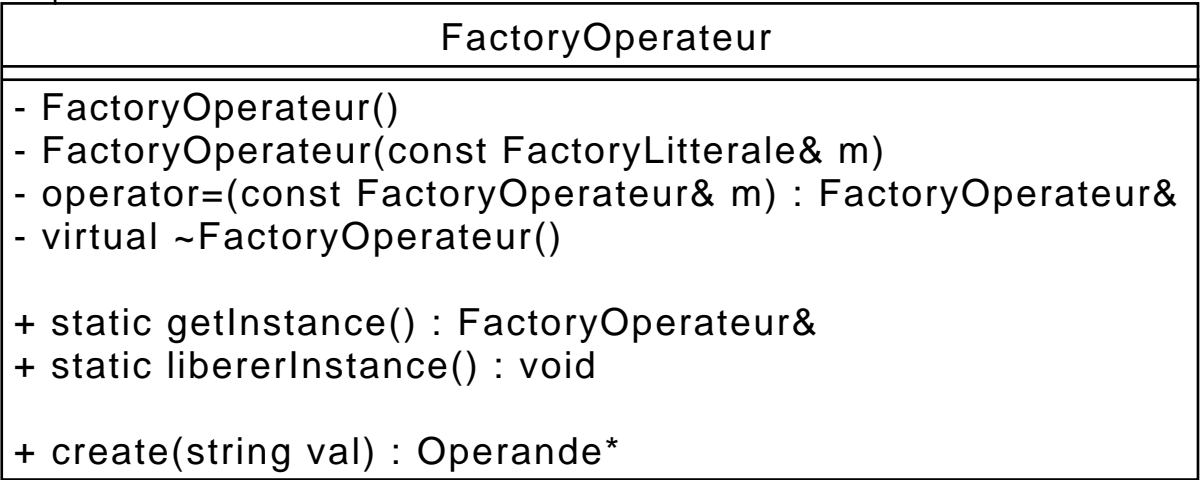 FactoryOperateur
- FactoryOperateur()
- FactoryOperateur(const FactoryLitterale& m)
- operator=(const FactoryOperateur& m) : FactoryOperateur&
- virtual ~FactoryOperateur()
+ static getInstance() : FactoryOperateur&
+ static libererInstance() : void
+ create(string val) : Operande*